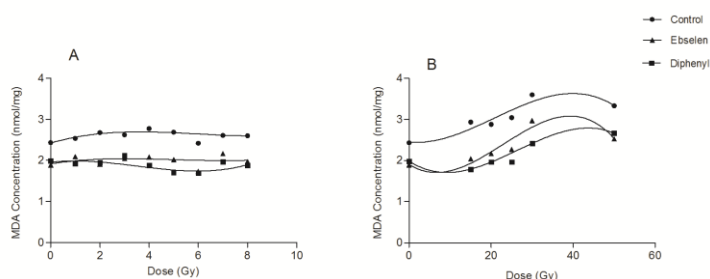 Control
Ebselen
Diphenyl
A
MDA Concentration (nmol/mg)
4
3
2
1
0
0 2 4 6 8 10
Dose (Gy)
B
MDA Concentration (nmol/mg)
4
3
2
1
0
0 20 40 60
Dose (Gy)